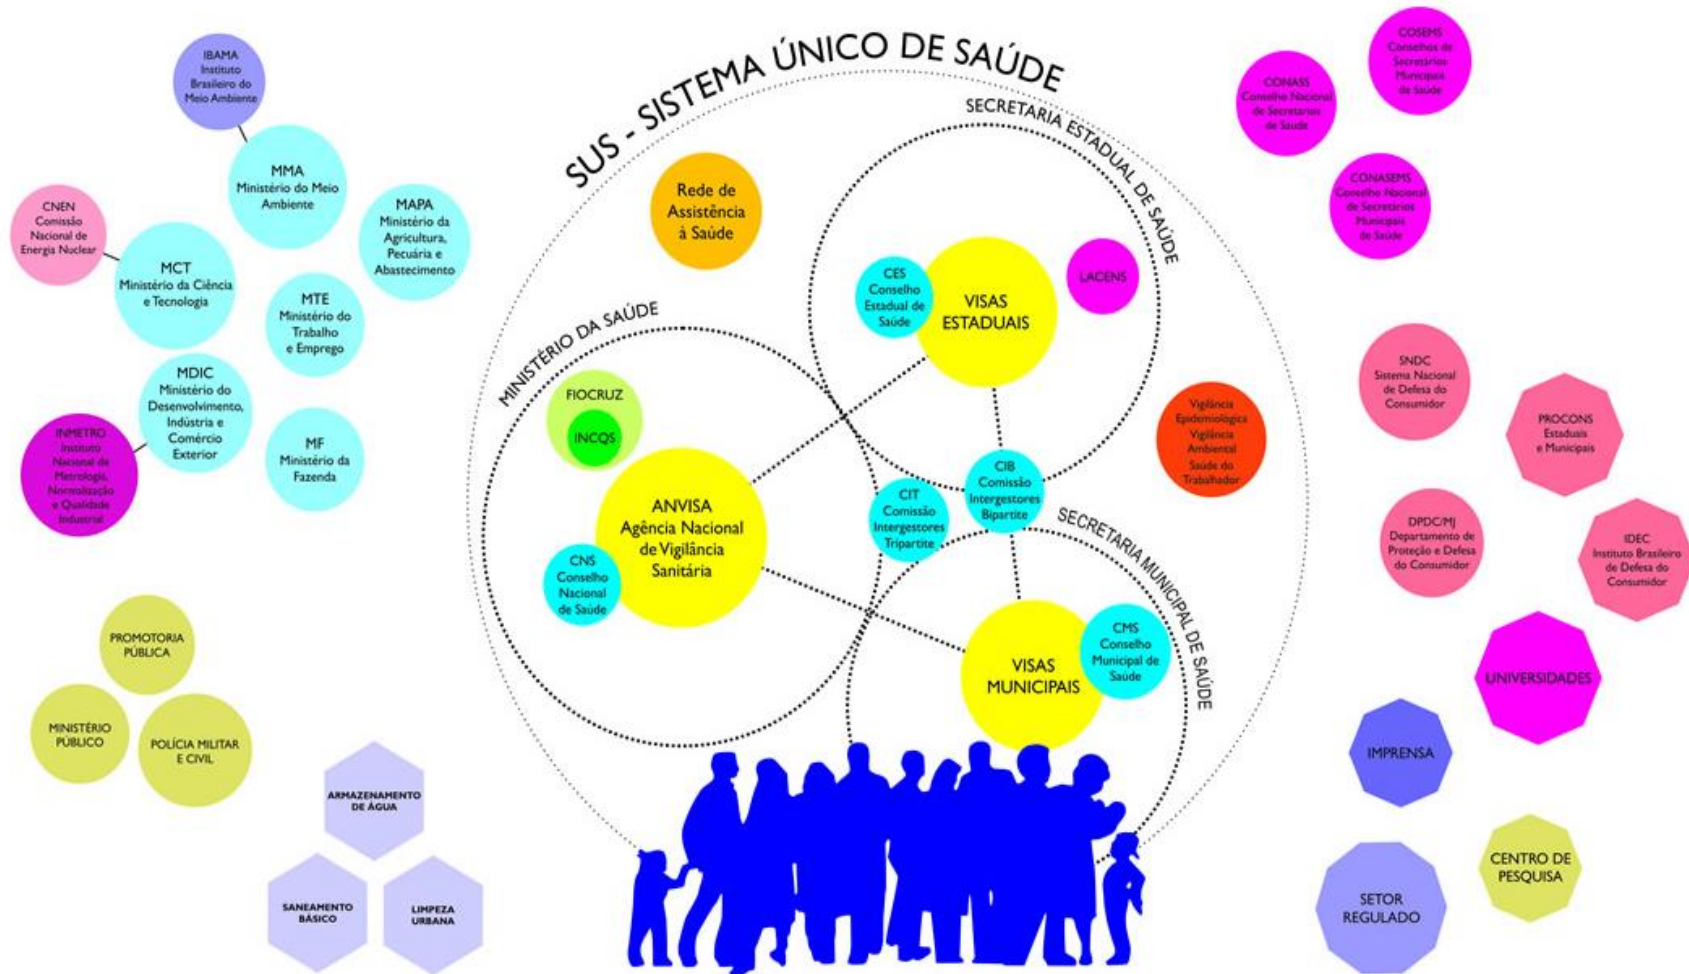 SUS - SISTEMA ÚNICO DE SAÚDE
IBAMA
Instituto
Brasileiro do
Meio Ambiente
MMA
Ministério do Meio
Ambiente
CNEN
Comissão
Nacional de
Energia Nuclear
MCT
Ministério da Ciência
e Tecnologia
MAPA
Ministério da
Agricultura,
Pecuária e
Abastecimento
MTE
Ministério do
Trabalho
e Emprego
MDIC
Ministério do
Desenvolvimento,
Indústria e
Comércio
Exterior
INMETRO
Instituto
Nacional de
Metrologia,
Normalização
e Qualidade
Industrial
MF
Ministério da
Fazenda
PROMOTORIA
PÚBLICA
MINISTÉRIO
PÚBLICO
POLÍCIA MILITAR
E CIVIL
ARMAZENAMENTO
DE ÁGUA
SANEAMENTO
BÁSICO
LIMPEZA
URBANA
Rede de
Assistência
à Saúde
SECRETARIA ESTADUAL DE SAÚDE
CES
Conselho
Estadual de
Saúde
VISAS
ESTADUAIS
LACENS
MINISTÉRIO DA SAÚDE
FIOCRUZ
INCQS
ANVISA
Agência Nacional
de Vigilância
Sanitária
CNS
Conselho
Nacional
de Saúde
CIT
Comissão
Intergestores
Tripartite
CIB
Comissão
Intergestores
Bipartite
Vigilância
Epidemiológica
Vigilância
Ambiental
Saúde do
Trabalhador
SECRETARIA MUNICIPAL DE SAÚDE
VISAS
MUNICIPAIS
CMS
Conselho
Municipal de
Saúde
COSEMS
Conselhos de
Secretários
Municipais
de Saúde
CONASS
Conselho Nacional
de Secretários
de Saúde
CONASEMS
Conselho Nacional
de Secretários
Municipais
de Saúde
SNDC
Sistema Nacional
de Defesa do
Consumidor
PROCONS
Estaduais
e Municipais
DPDC/MJ
Departamento de
Proteção e Defesa
do Consumidor
IDEC
Instituto Brasileiro
de Defesa do
Consumidor
UNIVERSIDADES
IMPRENSA
CENTRO DE
PESQUISA
SETOR
REGULADO